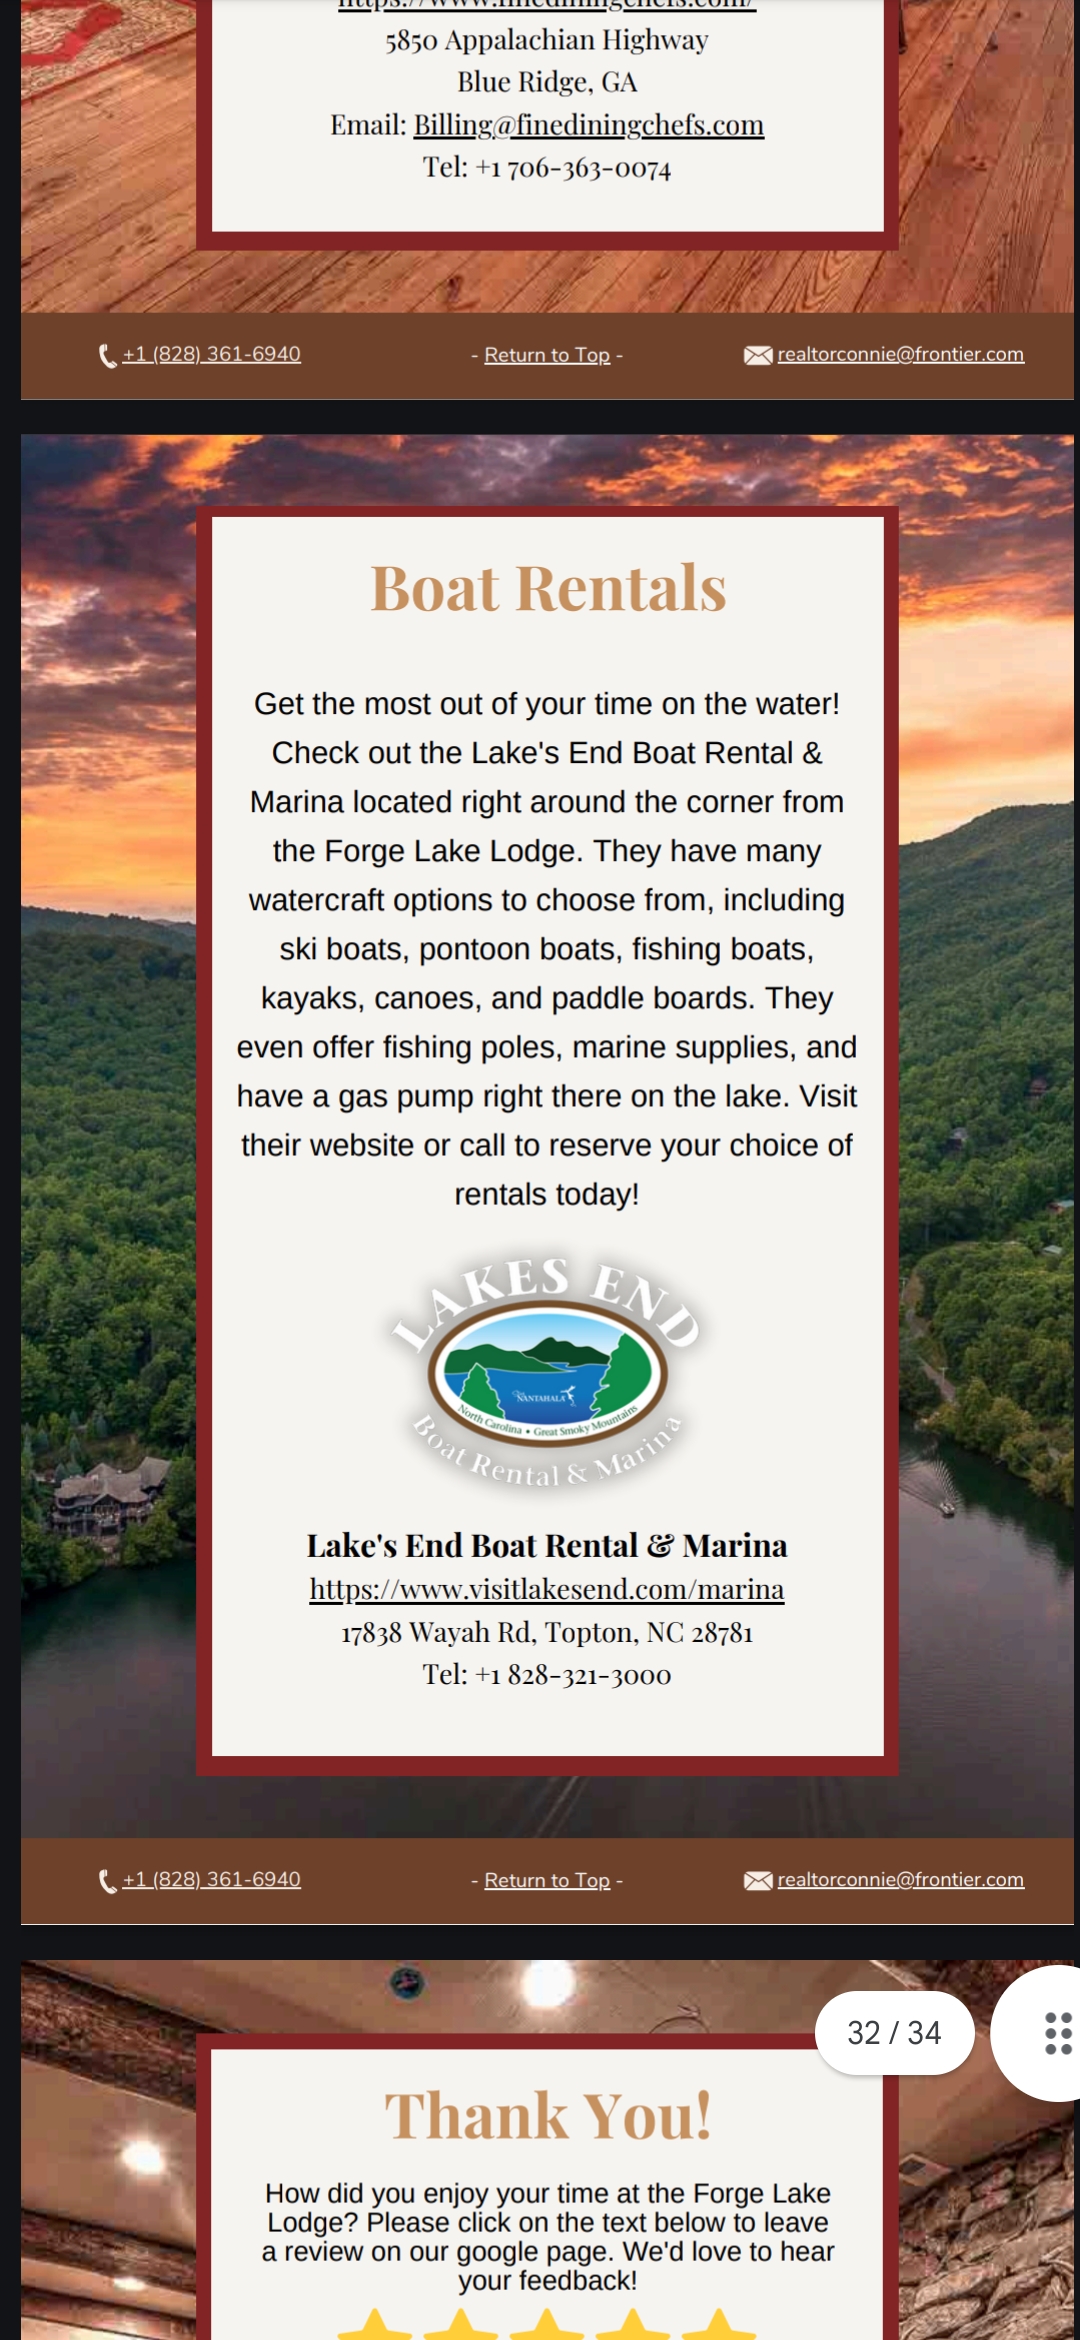 https://www.finediningchefs.com/
5850 Appalachian Highway
Blue Ridge, GA
Email: Billing@finediningchefs.com
Tel: +1 706-363-0074
+1 (828) 361-6940
- Return to Top -
realtorconnie@frontier.com
Boat Rentals
Get the most out of your time on the water!
Check out the Lake's End Boat Rental &
Marina located right around the corner from
the Forge Lake Lodge. They have many
watercraft options to choose from, including
ski boats, pontoon boats, fishing boats,
kayaks, canoes, and paddle boards. They
even offer fishing poles, marine supplies, and
have a gas pump right there on the lake. Visit
their website or call to reserve your choice of
rentals today!
LAKES END
NANTAHALA
North Carolina • Great Smoky Mountains
Boat Rental & Marina
Lake's End Boat Rental & Marina
https://www.visitlakesend.com/marina
17838 Wayah Rd, Topton, NC 28781
Tel: +1 828-321-3000
+1 (828) 361-6940
- Return to Top -
realtorconnie@frontier.com
32 / 34
Thank You!
How did you enjoy your time at the Forge Lake
Lodge? Please click on the text below to leave
a review on our google page. We'd love to hear
your feedback!